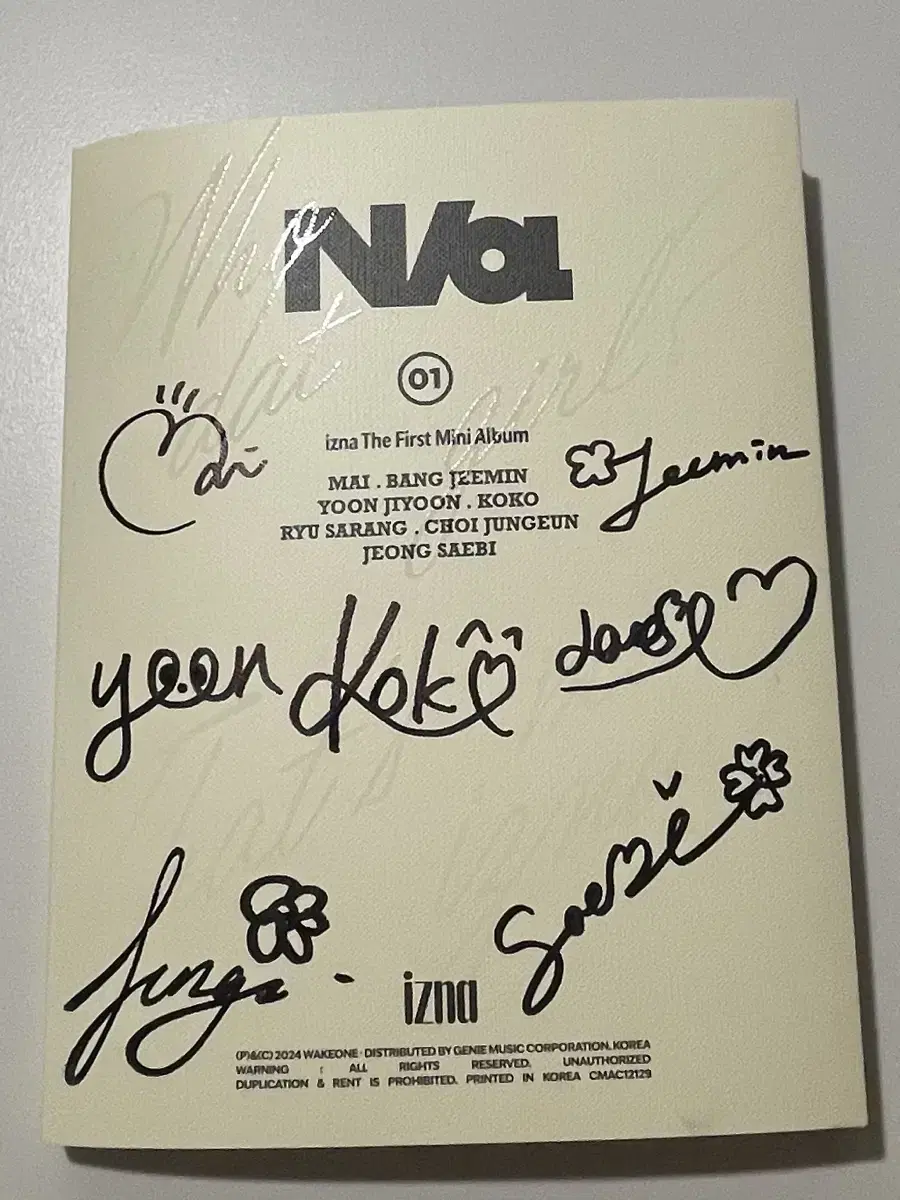 N/a
01
izna The First Mini Album
MAI . BANG JEEMIN
YOON JIYOON . KOKO
RYU SARANG . CHOI JUNGEUN
JEONG SAEBI
Mai
Jeemin
yoon
Koko
Saebi
izna
(P)&(C) 2024 WAKEONE · DISTRIBUTED BY GENIE MUSIC CORPORATION. KOREA
WARNING : ALL RIGHTS RESERVED. UNAUTHORIZED
DUPLICATION & RENT IS PROHIBITED. PRINTED IN KOREA CMAC12129